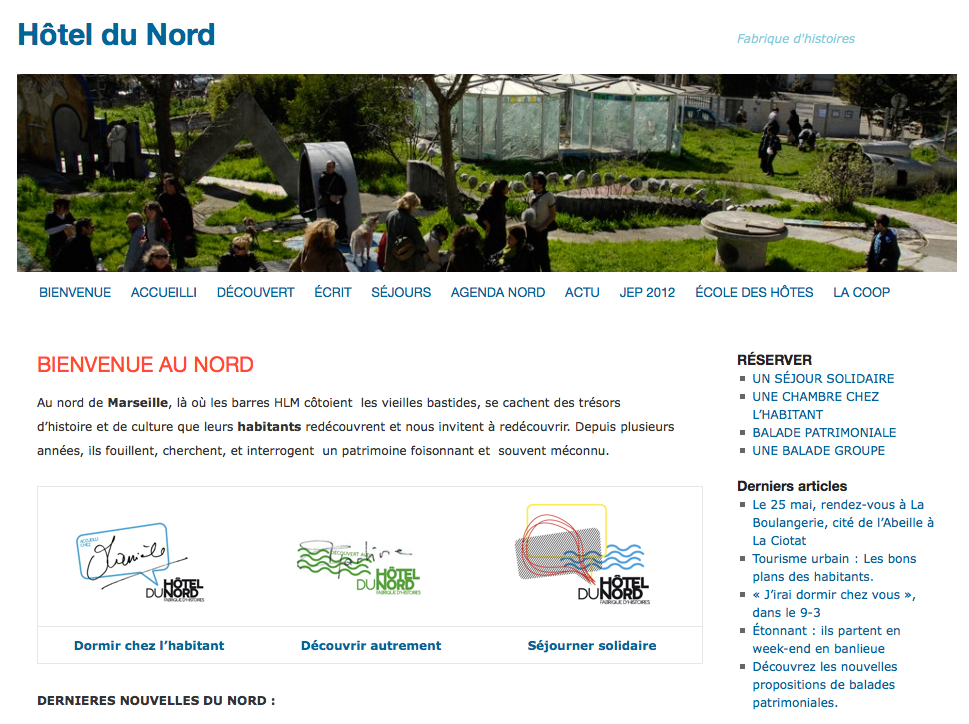 Hôtel du Nord
Fabrique d'histoires
BIENVENUE ACCUEILLI DÉCOUVERT ÉCRIT SÉJOURS AGENDA NORD ACTU JEP 2012 ÉCOLE DES HÔTES LA COOP
BIENVENUE AU NORD
Au nord de Marseille, là où les barres HLM côtoient les vieilles bastides, se cachent des trésors
d'histoire et de culture que leurs habitants redécouvrent et nous invitent à redécouvrir. Depuis plusieurs
années, ils fouillent, cherchent, et interrogent un patrimoine foisonnant et souvent méconnu.
ACCUEILLI
CHEZ
DU
HÔTEL
NORD
FABRIQUE D'HISTOIRES
DÉCOUVERT AVEC
HÔTEL
DU NORD
FABRIQUE D'HISTOIRES
HÔTEL
DU NORD
FABRIQUE D'HISTOIRES
Dormir chez l'habitant
Découvrir autrement
Séjourner solidaire
DERNIERES NOUVELLES DU NORD :
RÉSERVER
UN SÉJOUR SOLIDAIRE
UNE CHAMBRE CHEZ
L'HABITANT
BALADE PATRIMONIALE
UNE BALADE GROUPE
Derniers articles
Le 25 mai, rendez-vous à La
Boulangerie, cité de l'Abeille à
La Ciotat
Tourisme urbain : Les bons
plans des habitants.
« J'irai dormir chez vous »,
dans le 9-3
Étonnant : ils partent en
week-end en banlieue
Découvrez les nouvelles
propositions de balades
patrimoniales.